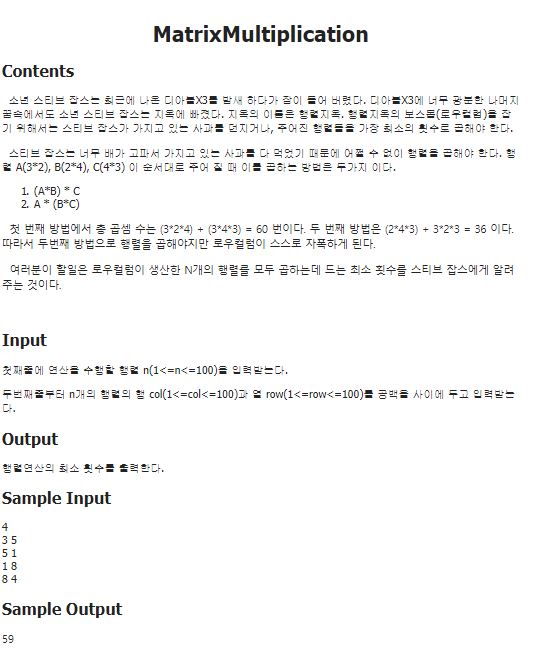 MatrixMultiplication
Contents
소년 스티브 잡스는 최근에 나온 디아블X3를 밤새 하다가 잠이 들어 버렸다. 디아블X3에 너무 광분한 나머지
꿈속에서도 소년 스티브 잡스는 지옥에 빠졌다. 지옥의 이름은 행렬지옥. 행렬지옥의 보스몹(로우컬럼)을 잡
기 위해서는 스티브 잡스가 가지고 있는 사과를 던지거나, 주어진 행렬들을 가장 최소의 횟수로 곱해야 한다.
스티브 잡스는 너무 배가 고파서 가지고 있는 사과를 다 먹었기 때문에 어쩔 수 없이 행렬을 곱해야 한다. 행
렬 A(3*2), B(2*4), C(4*3) 이 순서대로 주어 질 때 이를 곱하는 방법은 두가지 이다.
1. (A*B) * C
2. A * (B*C)
첫 번째 방법에서 총 곱셈 수는 (3*2*4) + (3*4*3) = 60 번이다. 두 번째 방법은 (2*4*3) + 3*2*3 = 36 이다.
따라서 두번째 방법으로 행렬을 곱해야지만 로우컬럼이 스스로 자폭하게 된다.
여러분이 할일은 로우컬럼이 생산한 N개의 행렬를 모두 곱하는데 드는 최소 횟수를 스티브 잡스에게 알려
주는 것이다.
Input
첫째줄에 연산을 수행할 행렬 n(1<=n<=100)을 입력받는다.
두번째줄부터 n개의 행렬의 행 col(1<=col<=100)과 열 row(1<=row<=100)를 공백을 사이에 두고 입력받는
다.
Output
행렬연산의 최소 횟수를 출력한다.
Sample Input
4
3 5
5 1
1 8
8 4
Sample Output
59